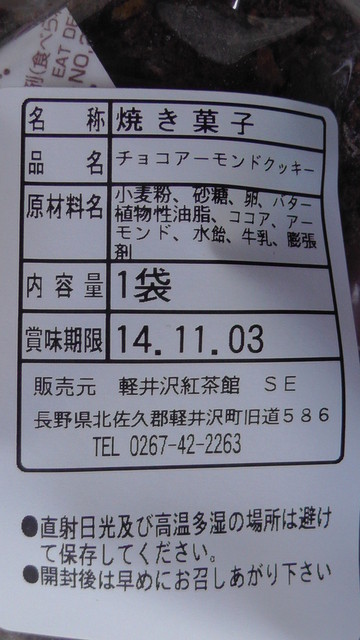 剤(食べら
EAT DE
NO.
名 称 焼き菓子
品 名 チョコアーモンドクッキー
原材料名 小麦粉、砂糖、卵、バター
植物性油脂、ココア、アー
モンド、水飴、牛乳、膨張
剤
内容量 1袋
賞味期限 14.11.03
販売元 軽井沢紅茶館 SE
長野県北佐久郡軽井沢町旧道586
TEL 0267-42-2263
●直射日光及び高温多湿の場所は避け
て保存してください。
●開封後は早めにお召しあがり下さい